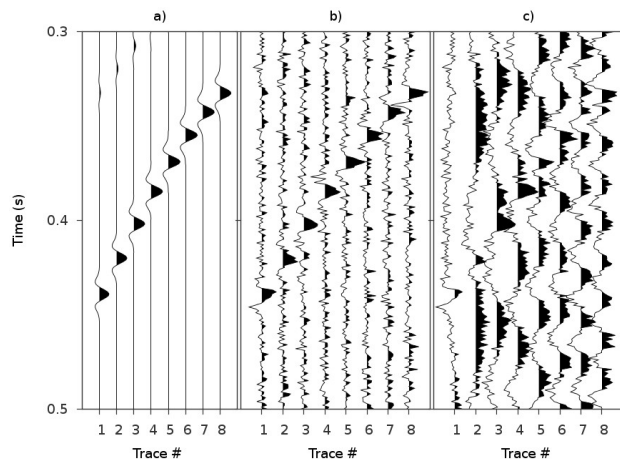 a) b) c)
0.3
Time (s)
0.4
0.5
1 2 3 4 5 6 7 8 1 2 3 4 5 6 7 8 1 2 3 4 5 6 7 8
Trace # Trace # Trace #